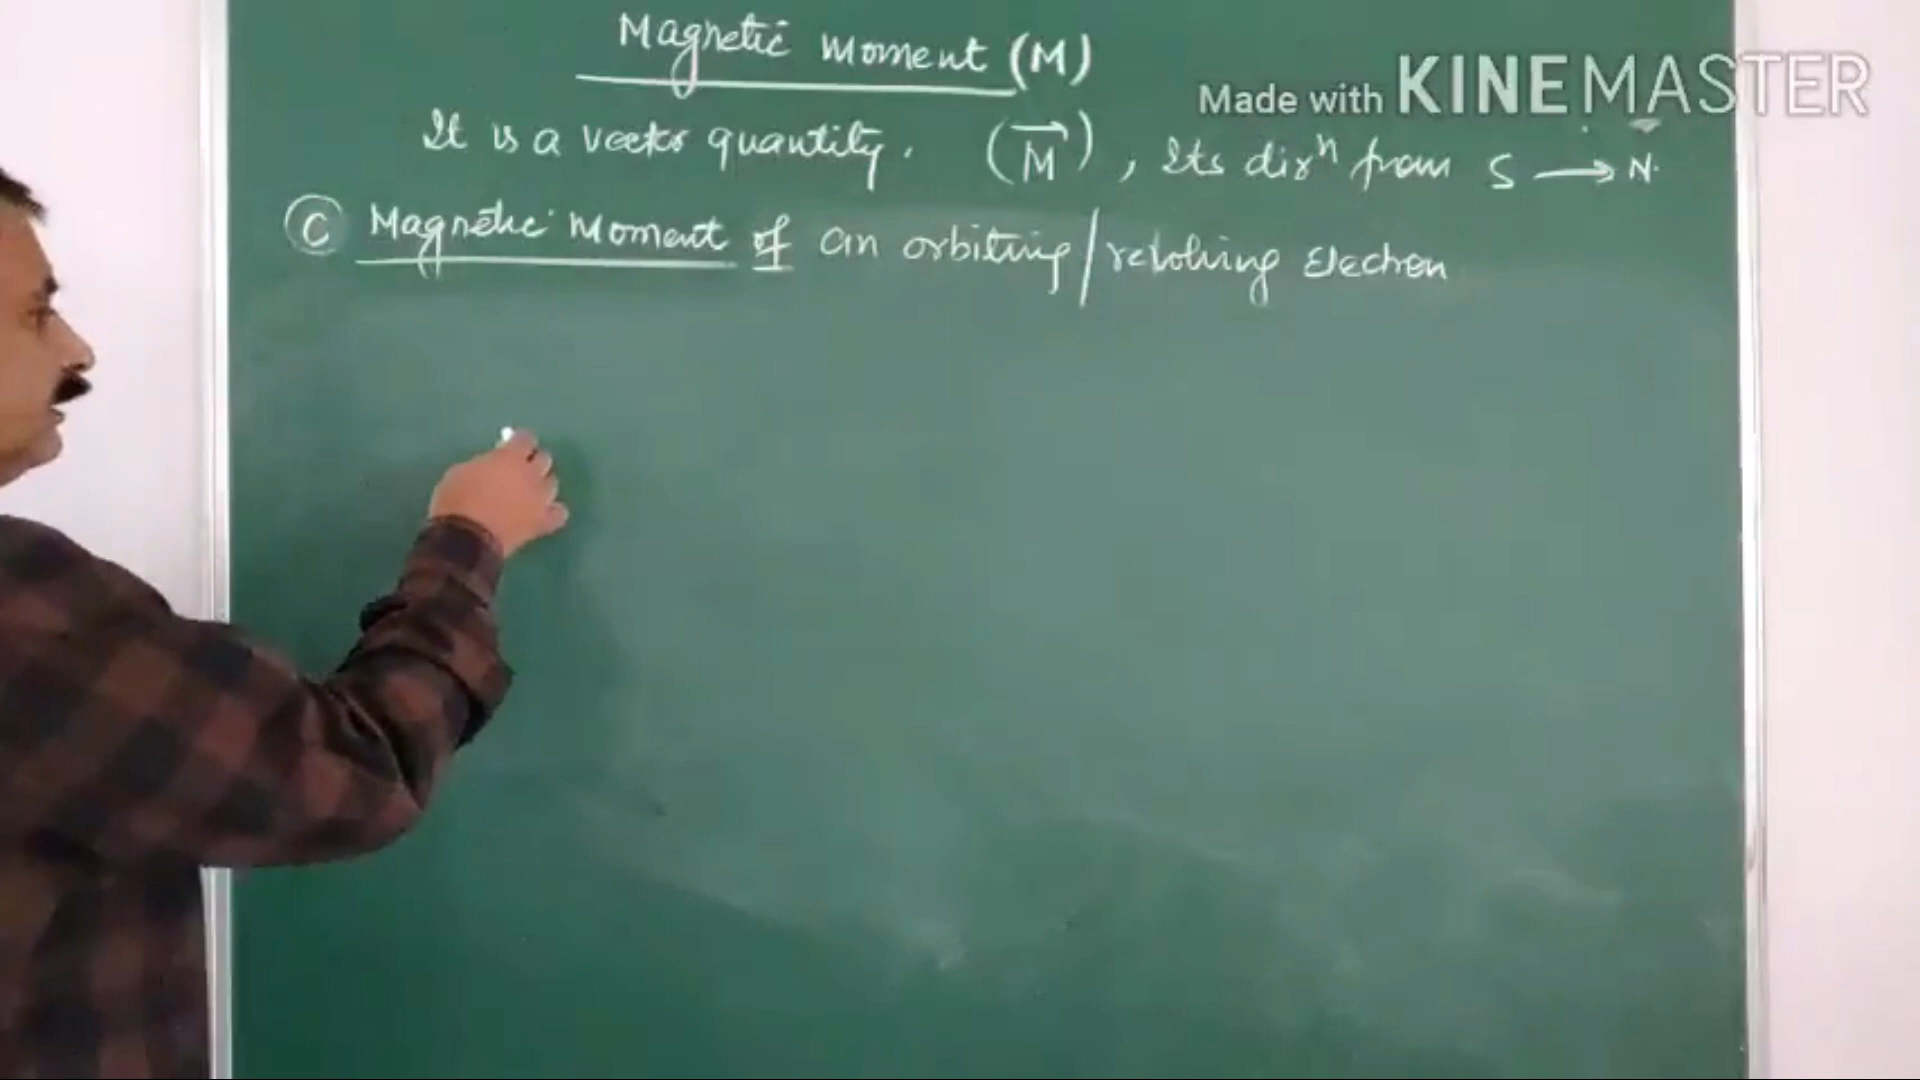 Magnetic Moment (M)
Made with KINEMASTER
It is a vector quantity. (M⃗), Its dirⁿ from S ⟶ N.
Ⓒ Magnetic Moment of an orbiting/revolving Electron